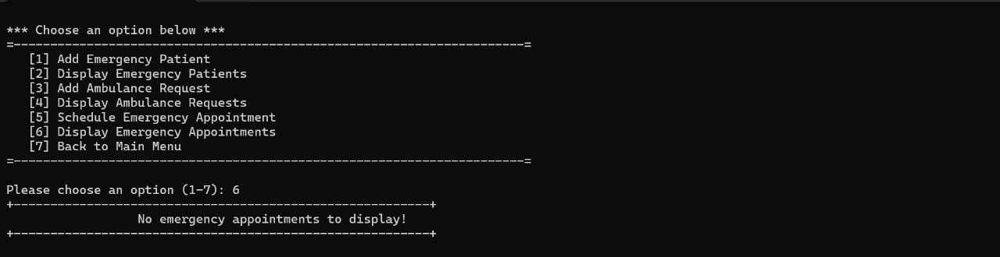 *** Choose an option below ***
=----------------------------------------------------------------------=
[1] Add Emergency Patient
[2] Display Emergency Patients
[3] Add Ambulance Request
[4] Display Ambulance Requests
[5] Schedule Emergency Appointment
[6] Display Emergency Appointments
[7] Back to Main Menu
=----------------------------------------------------------------------=
Please choose an option (1-7): 6
+---------------------------------------------------------+
No emergency appointments to display!
+---------------------------------------------------------+